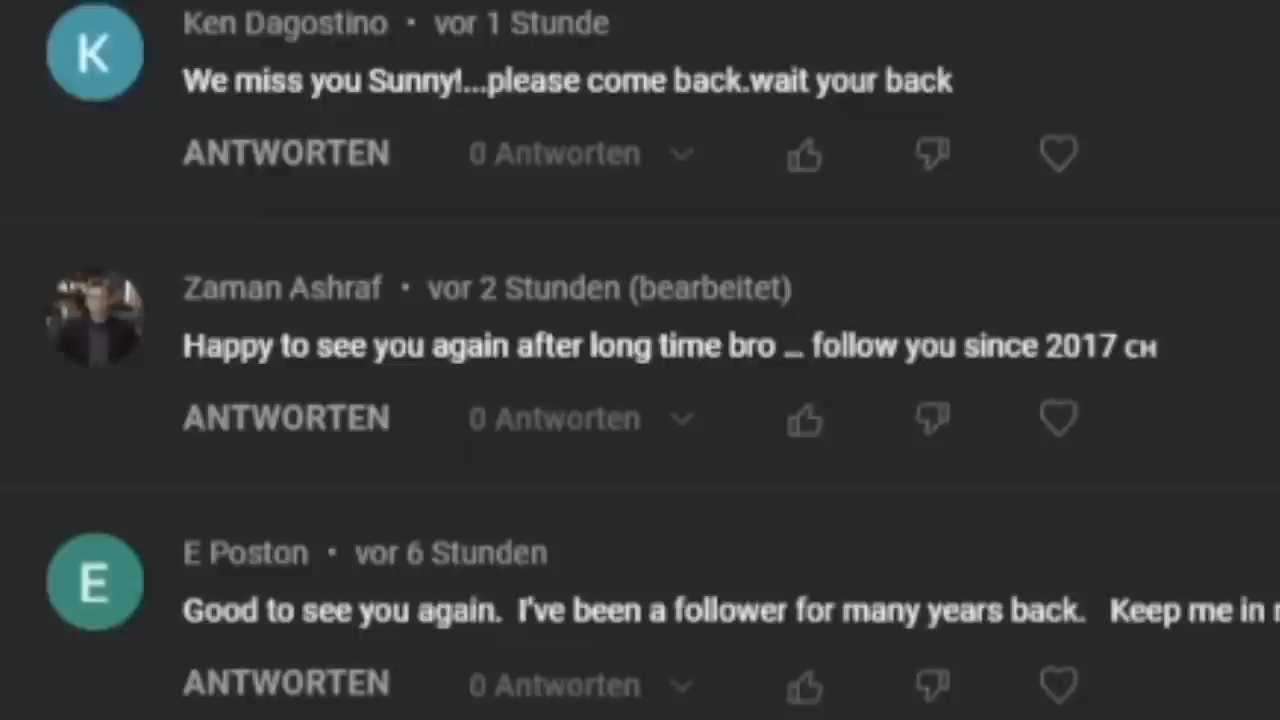 K
Ken Dagostino • vor 1 Stunde
We miss you Sunny!...please come back.wait your back
ANTWORTEN 0 Antworten
Zaman Ashraf • vor 2 Stunden (bearbeitet)
Happy to see you again after long time bro ... follow you since 2017 CH
ANTWORTEN 0 Antworten
E
E Poston • vor 6 Stunden
Good to see you again. I've been a follower for many years back. Keep me in
ANTWORTEN 0 Antworten